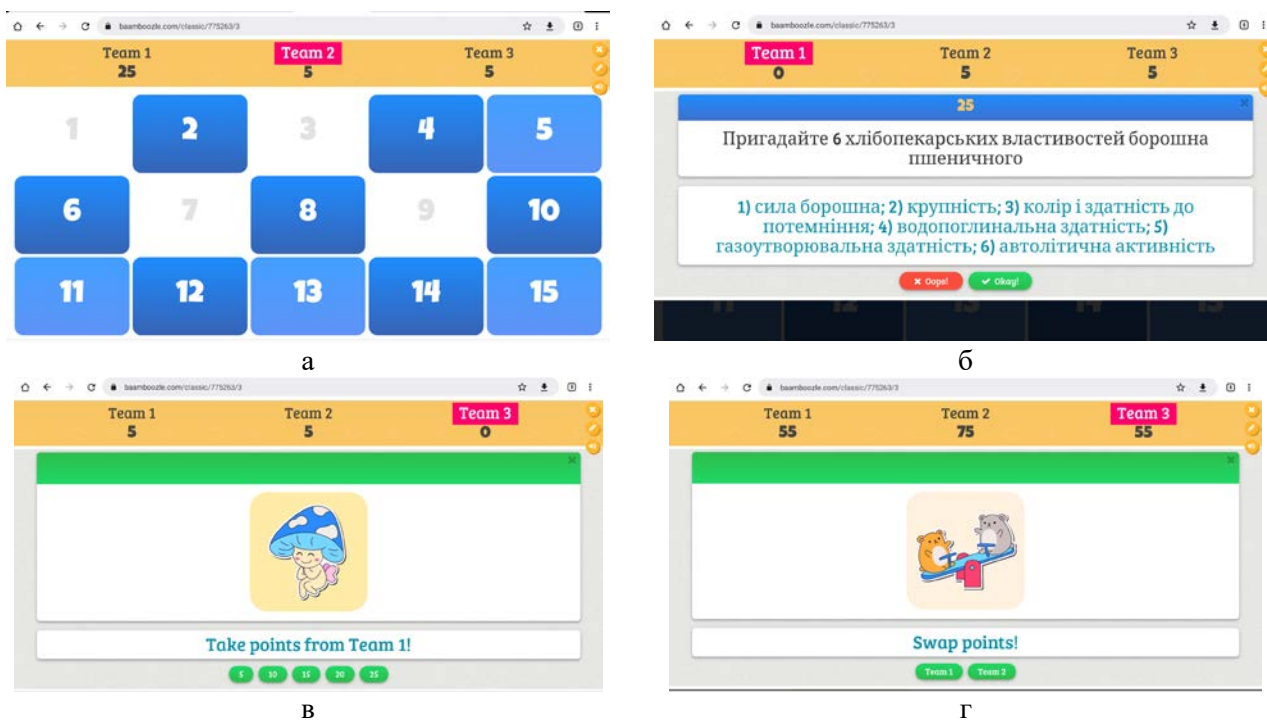 baamboozle.com/classic/775263/3
Team 1 Team 2 Team 3
25 5 5
1 2 3 4 5
6 7 8 9 10
11 12 13 14 15
а
baamboozle.com/classic/775263/3
Team 1 Team 2 Team 3
0 5 5
25
Пригадайте 6 хлібопекарських властивостей борошна
пшеничного
1) сила борошна; 2) крупність; 3) колір і здатність до
потемніння; 4) водопоглинальна здатність; 5)
газоутворювальна здатність; 6) автолітична активність
Oops! Okay!
11 12 13 14 15
б
baamboozle.com/classic/775263/3
Team 1 Team 2 Team 3
5 5 0
Take points from Team 1!
5 10 15 20 25
в
baamboozle.com/classic/775263/3
Team 1 Team 2 Team 3
55 75 55
Swap points!
Team 1 Team 2
г